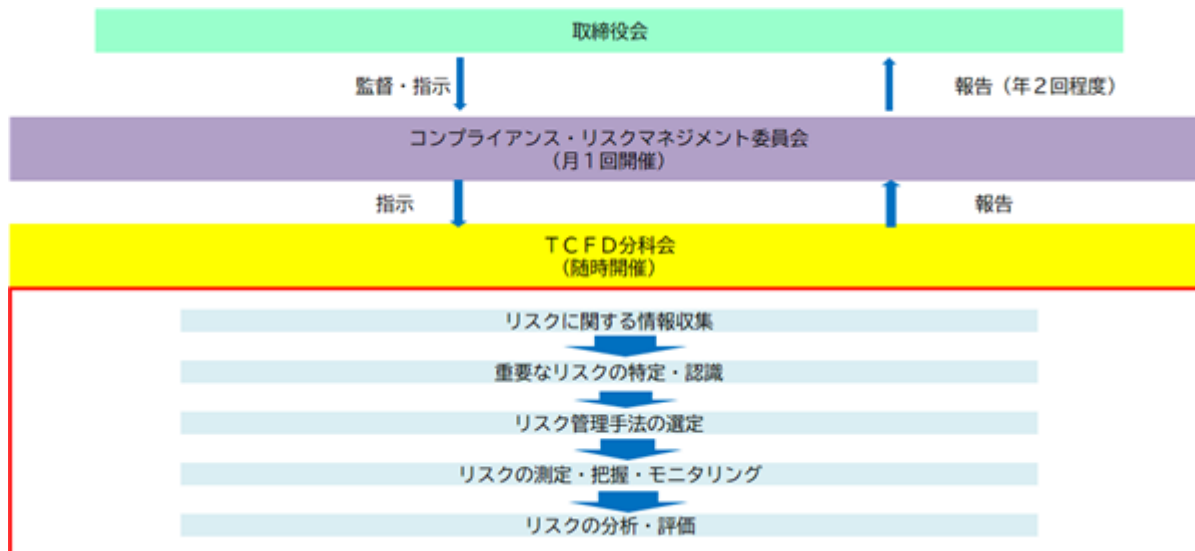 取締役会
監督・指示
報告（年２回程度）
コンプライアンス・リスクマネジメント委員会
（月１回開催）
指示
報告
ＴＣＦＤ分科会
（随時開催）
リスクに関する情報収集
重要なリスクの特定・認識
リスク管理手法の選定
リスクの測定・把握・モニタリング
リスクの分析・評価